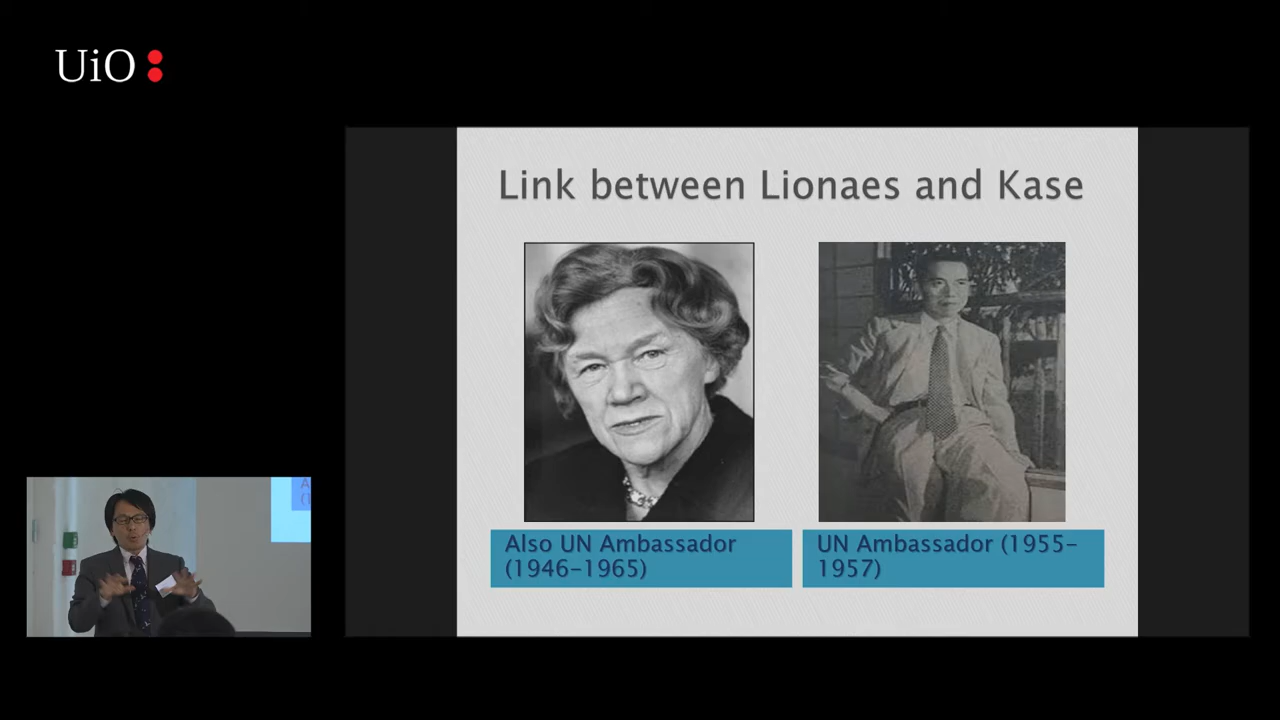 UiO:
Link between Lionaes and Kase
Also UN Ambassador
(1946-1965)
UN Ambassador (1955-
1957)